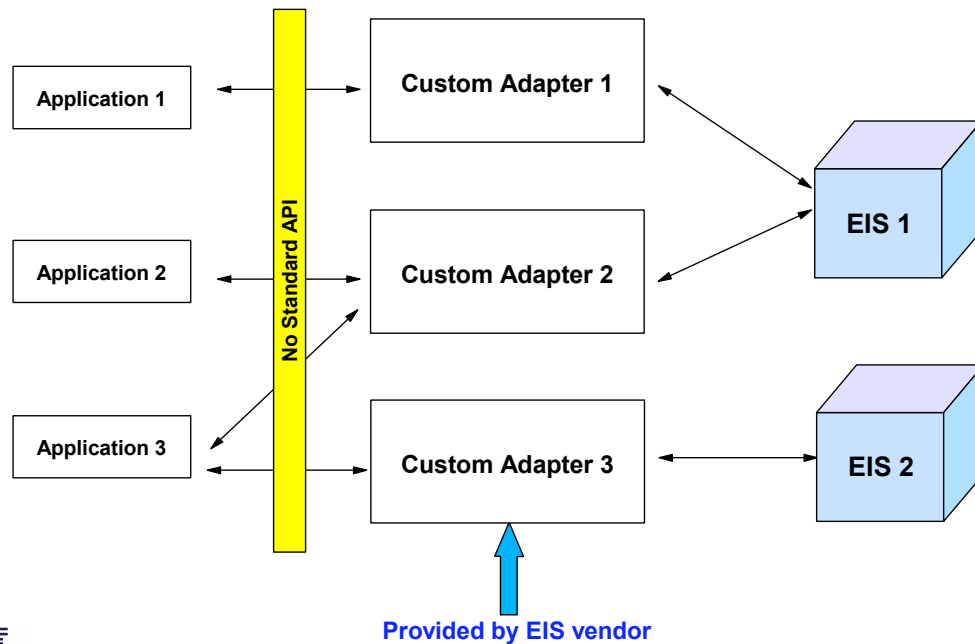 Application 1
Custom Adapter 1
No Standard API
EIS 1
Application 2
Custom Adapter 2
Application 3
Custom Adapter 3
EIS 2
Provided by EIS vendor